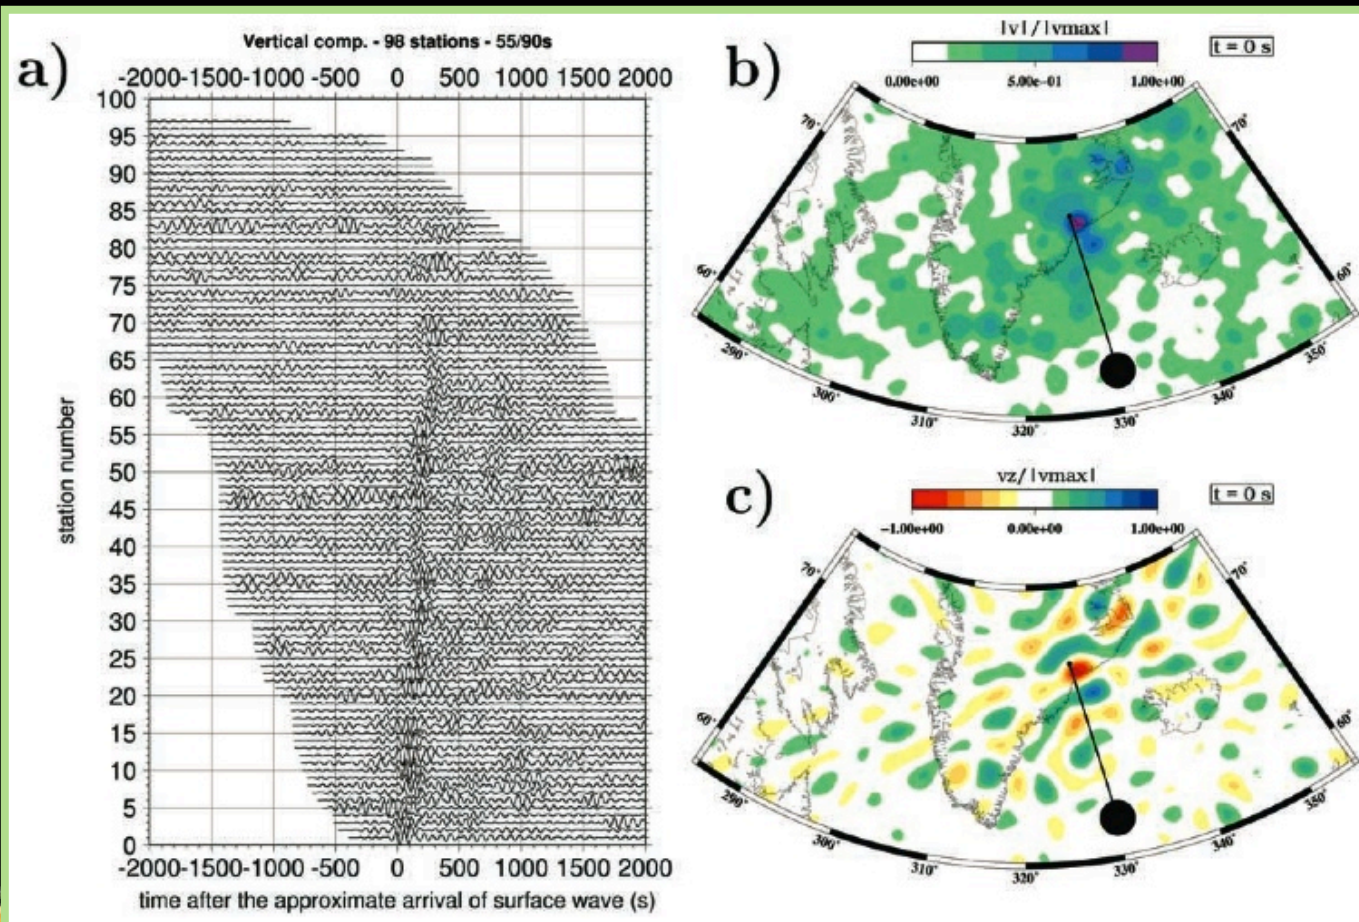 a)
Vertical comp. - 98 stations - 55/90s
-2000 -1500 -1000 -500 0 500 1000 1500 2000
100
95
90
85
80
75
70
65
60
55
50
45
40
35
30
25
20
15
10
5
0
station number
-2000 -1500 -1000 -500 0 500 1000 1500 2000
time after the approximate arrival of surface wave (s)
b)
|v|/|vmax|
t = 0 s
0.00e+00 5.00e-01 1.00e+00
70° 70°
60° 60°
290° 300° 310° 320° 330° 340° 350°
c)
vz/|vmax|
t = 0 s
-1.00e+00 0.00e+00 1.00e+00
70° 70°
60° 60°
290° 300° 310° 320° 330° 340° 350°